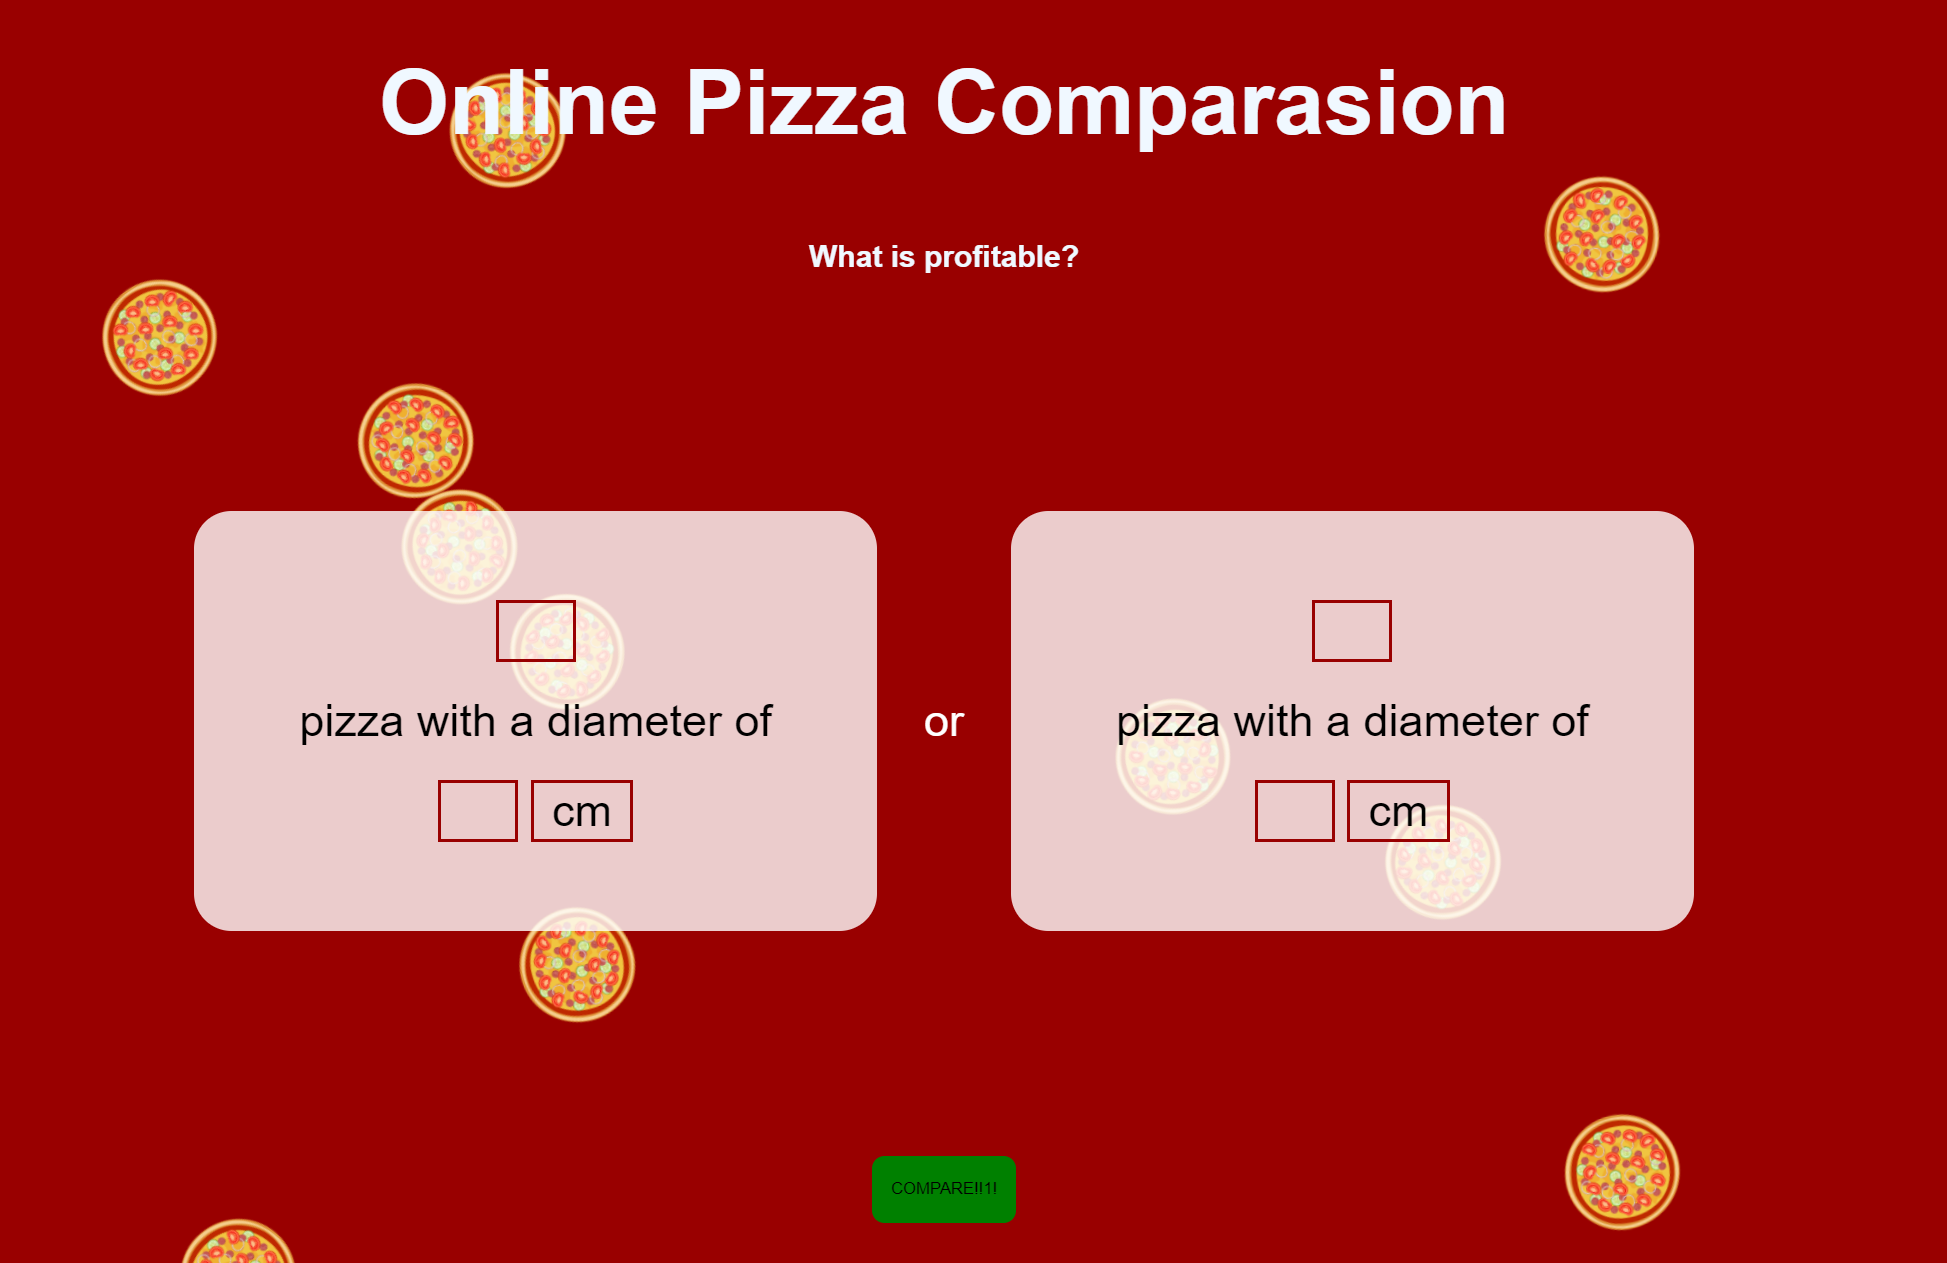 Online Pizza Comparasion
What is profitable?
pizza with a diameter of
cm
or
pizza with a diameter of
cm
COMPARE!!1!